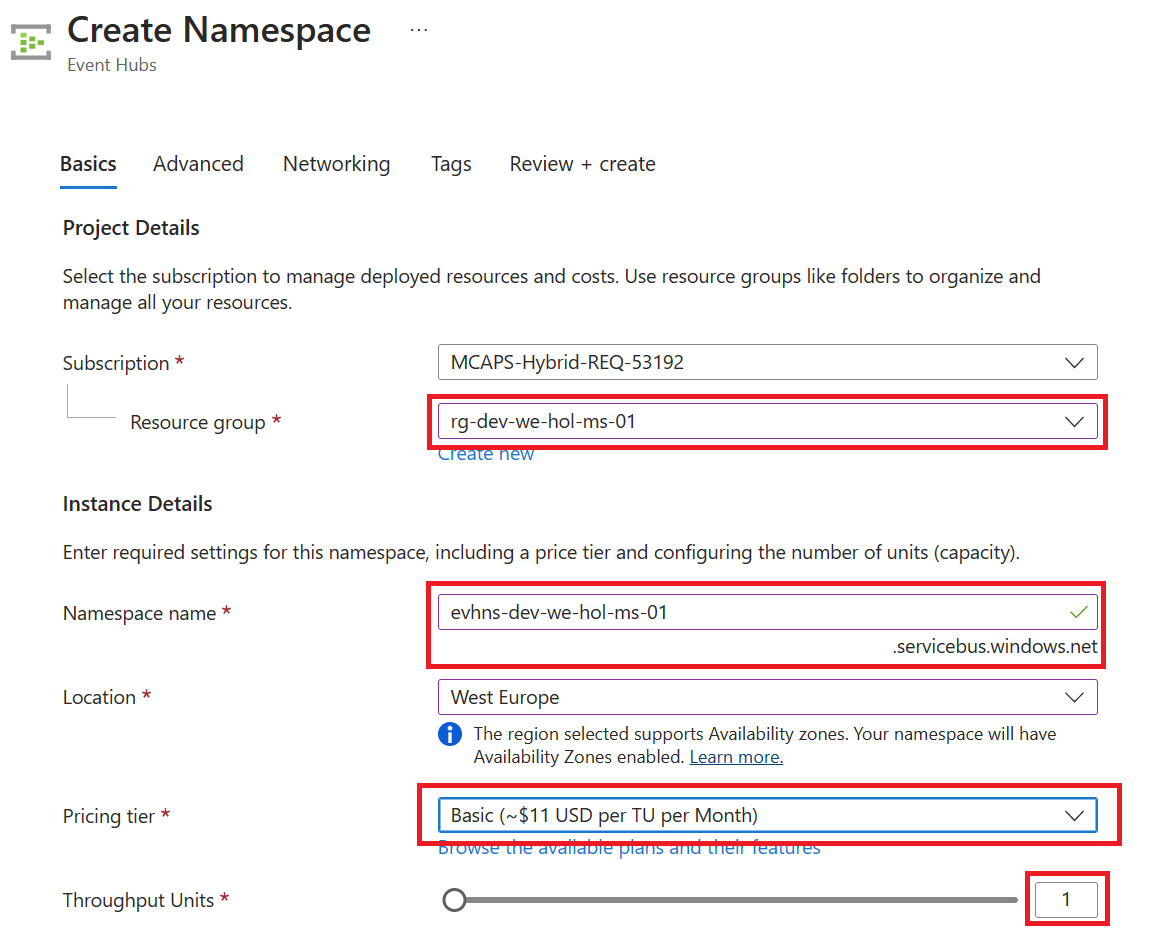 Create Namespace ...
Event Hubs
Basics Advanced Networking Tags Review + create
Project Details
Select the subscription to manage deployed resources and costs. Use resource groups like folders to organize and
manage all your resources.
Subscription * MCAPS-Hybrid-REQ-53192
Resource group * rg-dev-we-hol-ms-01
Create new
Instance Details
Enter required settings for this namespace, including a price tier and configuring the number of units (capacity).
Namespace name * evhns-dev-we-hol-ms-01
.servicebus.windows.net
Location * West Europe
The region selected supports Availability zones. Your namespace will have
Availability Zones enabled. Learn more.
Pricing tier * Basic (~$11 USD per TU per Month)
Browse the available plans and their features
Throughput Units * 1